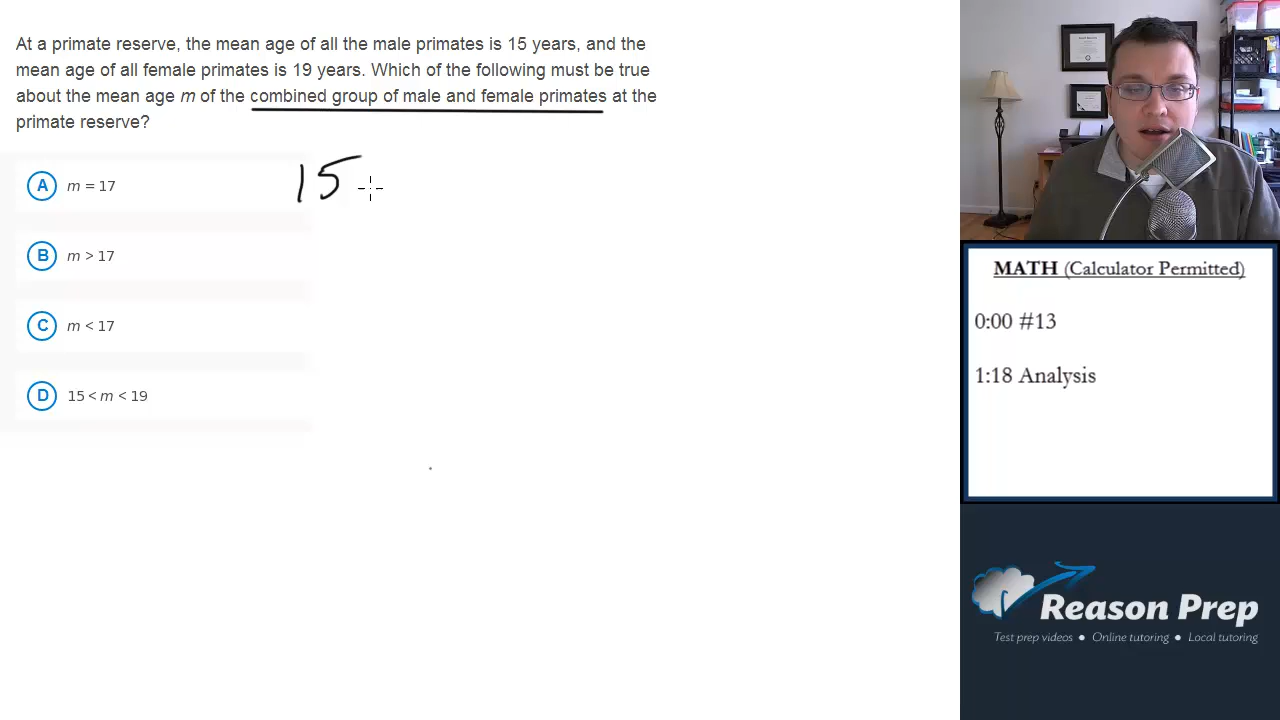 At a primate reserve, the mean age of all the male primates is 15 years, and the
mean age of all female primates is 19 years. Which of the following must be true
about the mean age m of the combined group of male and female primates at the
primate reserve?
15
A m = 17
B m > 17
C m < 17
D 15 < m < 19
MATH (Calculator Permitted)
0:00 #13
1:18 Analysis
Reason Prep
Test prep videos ● Online tutoring ● Local tutoring